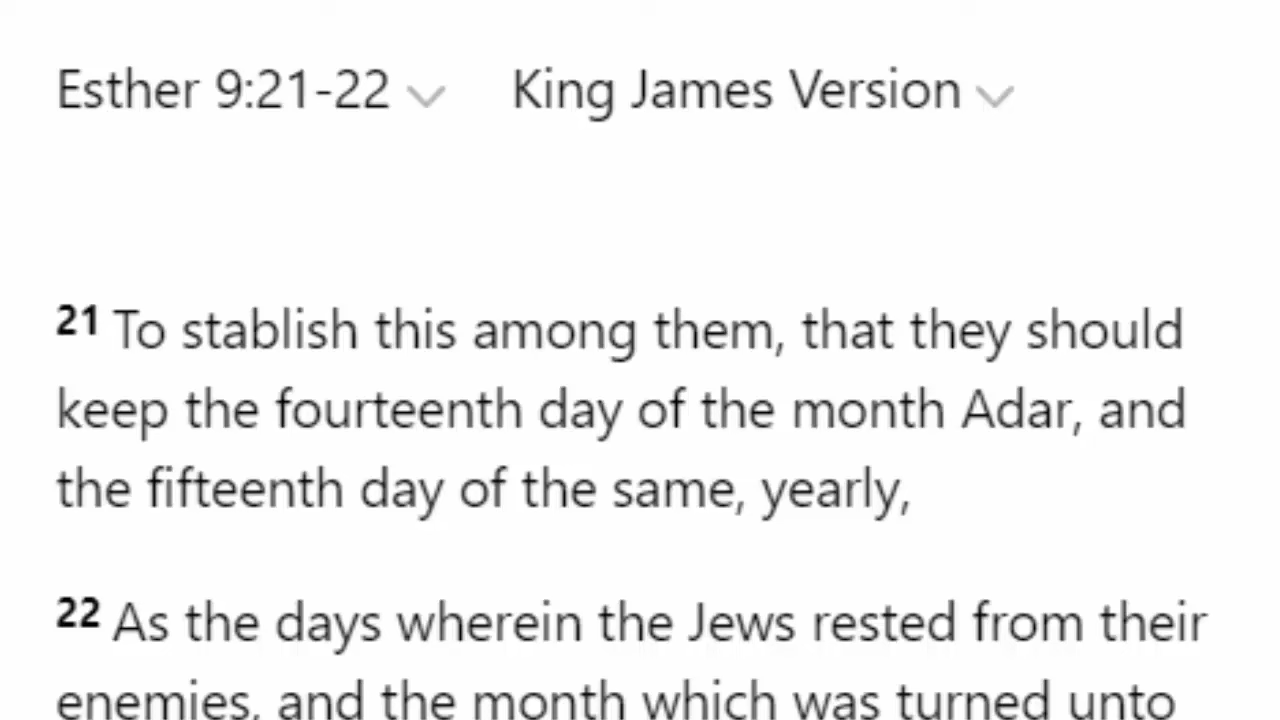 Esther 9:21-22 King James Version
21 To stablish this among them, that they should
keep the fourteenth day of the month Adar, and
the fifteenth day of the same, yearly,
22 As the days wherein the Jews rested from their
enemies, and the month which was turned unto